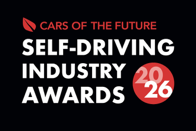 CARS OF THE FUTURE
SELF-DRIVING
INDUSTRY
AWARDS
20
26